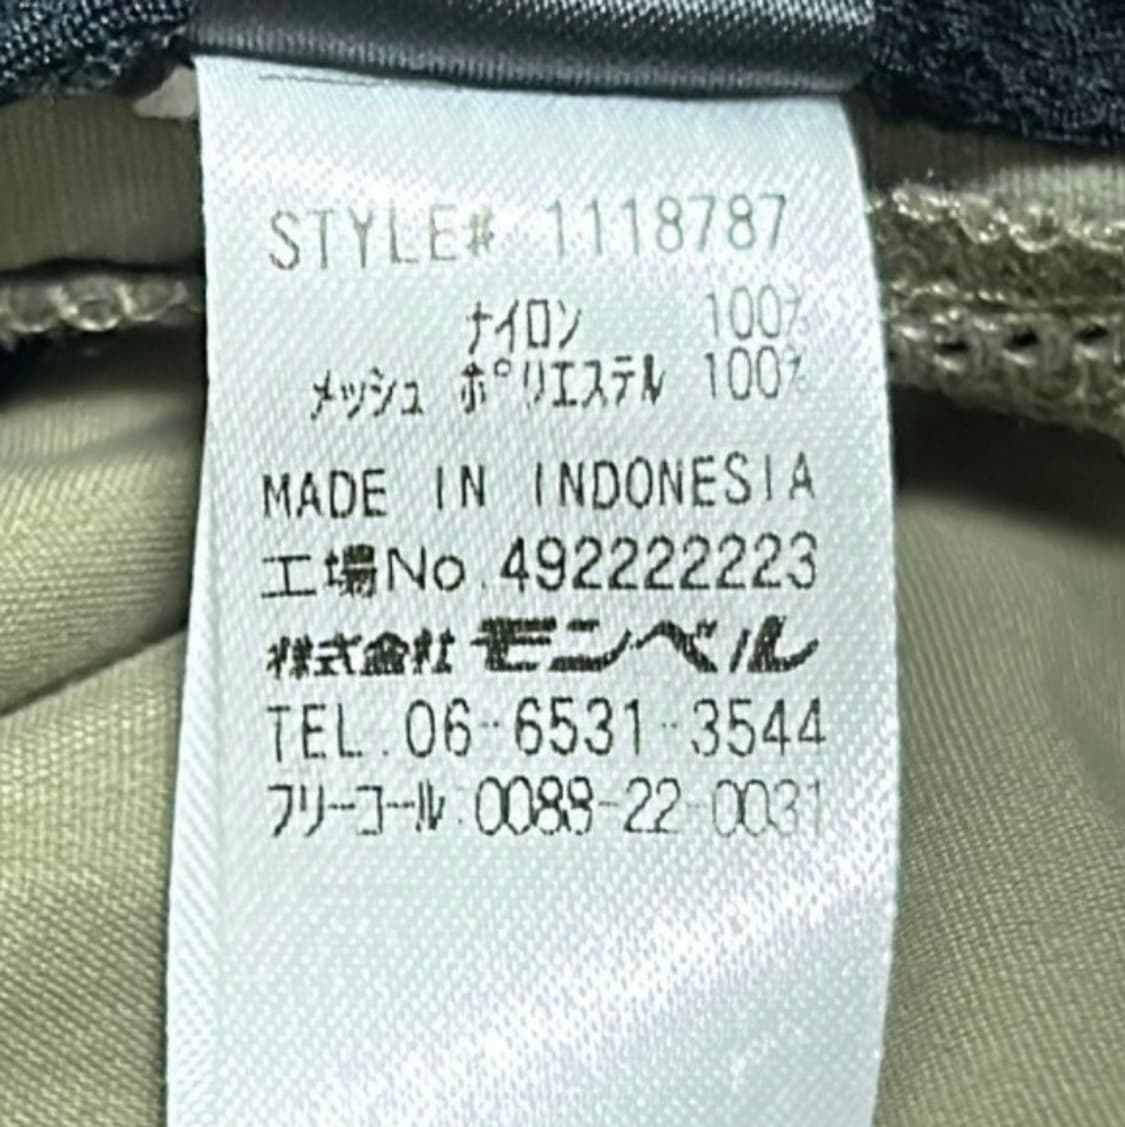 STYLE# 1118787
ナイロン 100%
メッシュ ポリエステル 100%
MADE IN INDONESIA
工場No.492222223
株式会社 モンベル
TEL.06-6531-3544
フリーコール:0088-22-0031